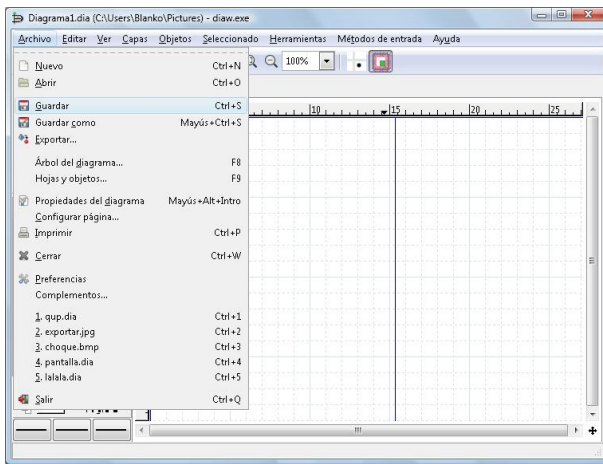 Diagrama1.dia (C:\Users\Blanko\Pictures) - diaw.exe
Archivo Editar Ver Capas Objetos Seleccionado Herramientas Métodos de entrada Ayuda
100%
Nuevo Ctrl+N
Abrir Ctrl+O
Guardar Ctrl+S
Guardar como Mayús+Ctrl+S
Exportar...
Árbol del diagrama... F8
Hojas y objetos... F9
Propiedades del diagrama Mayús+Alt+Intro
Configurar página...
Imprimir Ctrl+P
Cerrar Ctrl+W
Preferencias
Complementos...
1. qup.dia Ctrl+1
2. exportar.jpg Ctrl+2
3. choque.bmp Ctrl+3
4. pantalla.dia Ctrl+4
5. lalala.dia Ctrl+5
Salir Ctrl+Q
10 15 20 25